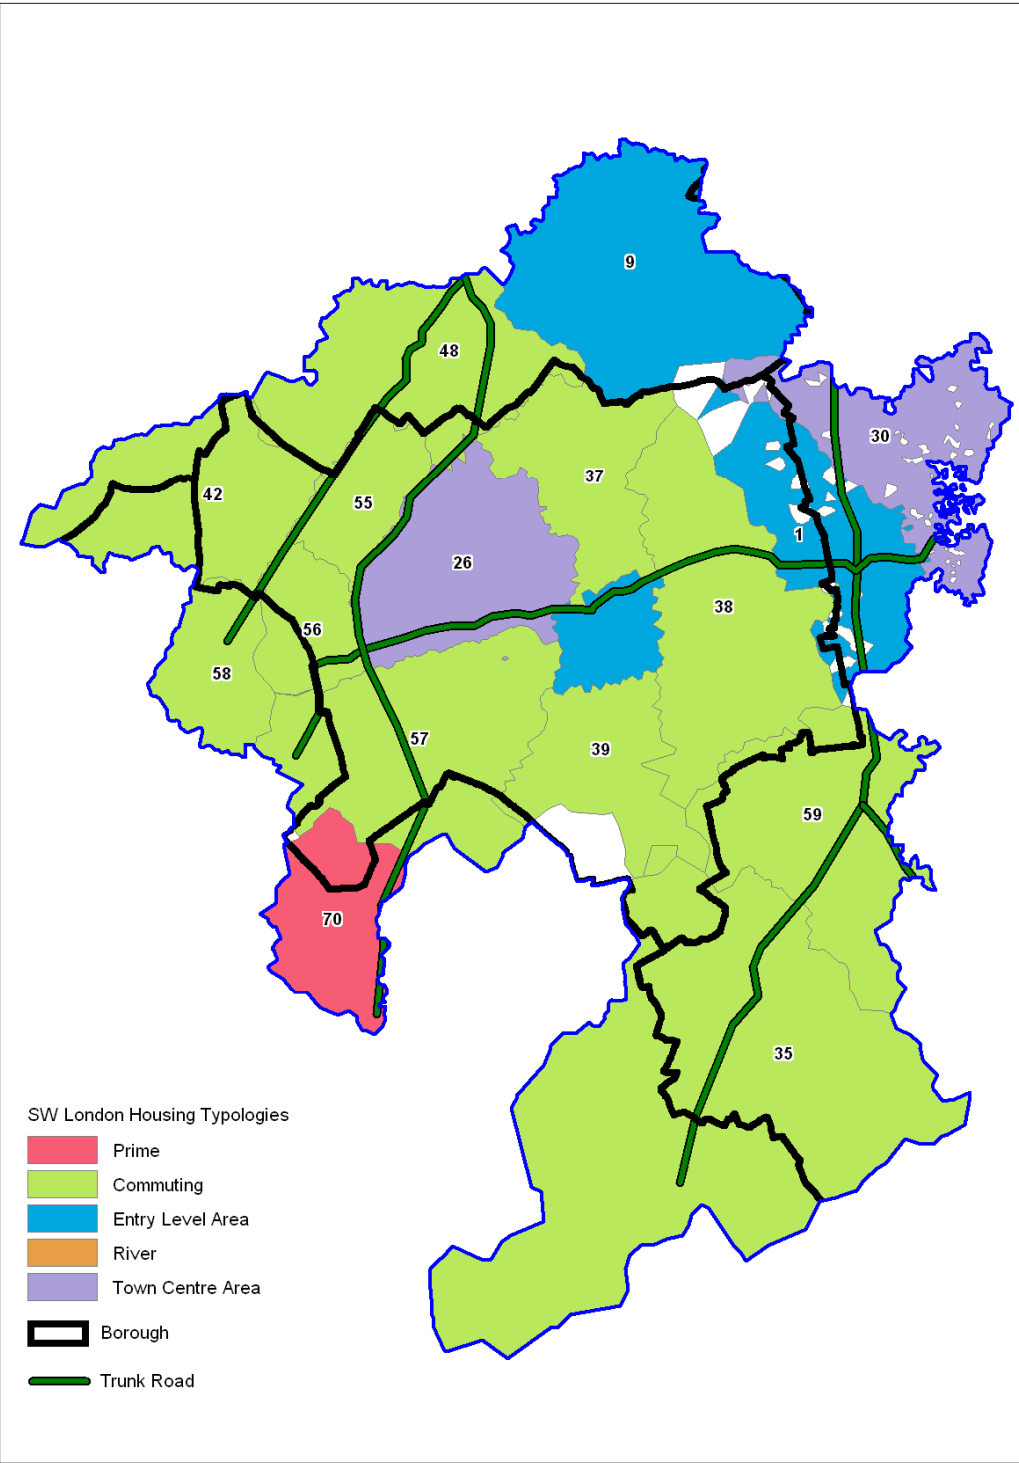 9
48
30
37
42
55
1
26
38
56
58
57
39
59
70
35
SW London Housing Typologies
Prime
Commuting
Entry Level Area
River
Town Centre Area
Borough
Trunk Road